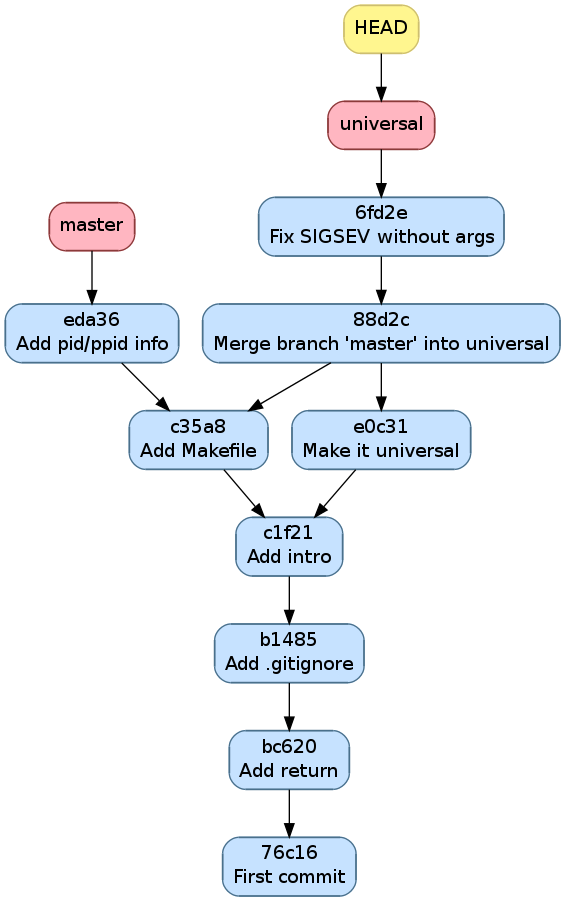 HEAD
universal
6fd2e
Fix SIGSEV without args
master
eda36
Add pid/ppid info
88d2c
Merge branch 'master' into universal
c35a8
Add Makefile
e0c31
Make it universal
c1f21
Add intro
b1485
Add .gitignore
bc620
Add return
76c16
First commit